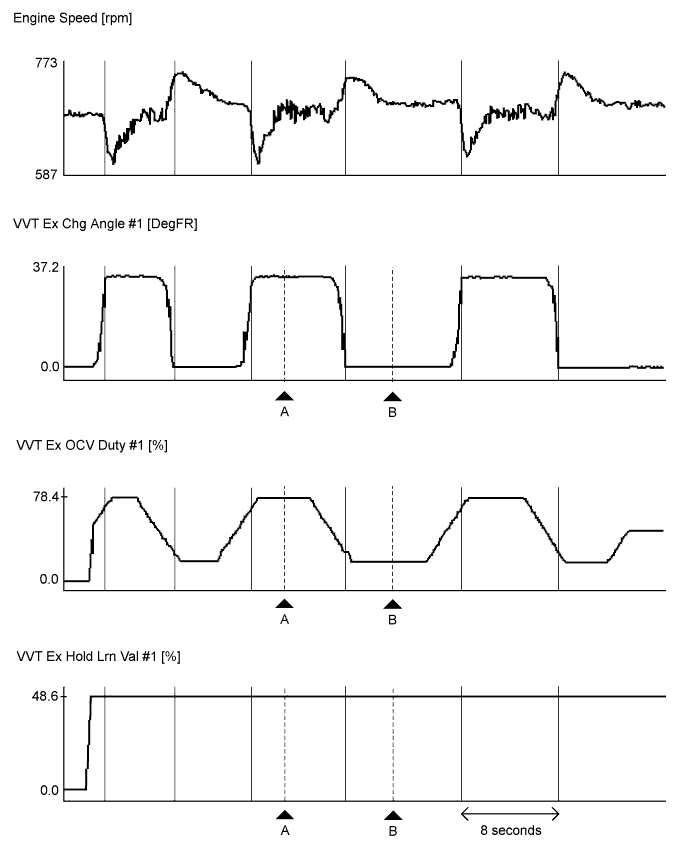 Engine Speed [rpm]
773
587
VVT Ex Chg Angle #1 [DegFR]
37.2
0.0
A
B
VVT Ex OCV Duty #1 [%]
78.4
0.0
A
B
VVT Ex Hold Lrn Val #1 [%]
48.6
0.0
A
B
8 seconds